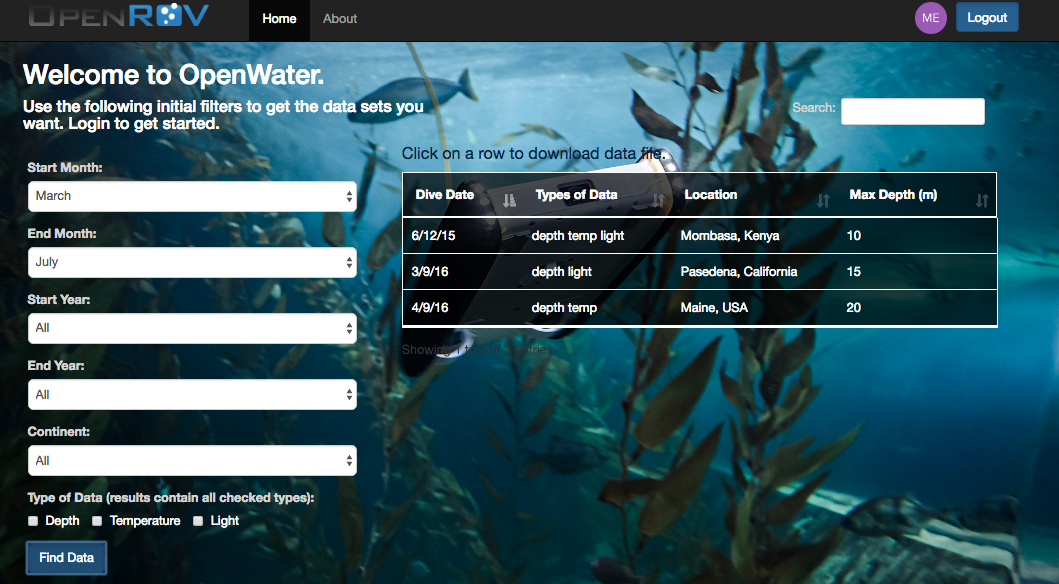 OPENROV
Home
About
ME
Logout
Welcome to OpenWater.
Use the following initial filters to get the data sets you
want. Login to get started.
Search:
Click on a row to download data file.
Start Month:
March
End Month:
July
Start Year:
All
End Year:
All
Continent:
All
Type of Data (results contain all checked types):
Depth Temperature Light
Find Data
Dive Date Types of Data Location Max Depth (m)
6/12/15 depth temp light Mombasa, Kenya 10
3/9/16 depth light Pasedena, California 15
4/9/16 depth temp Maine, USA 20
Showing 1 to